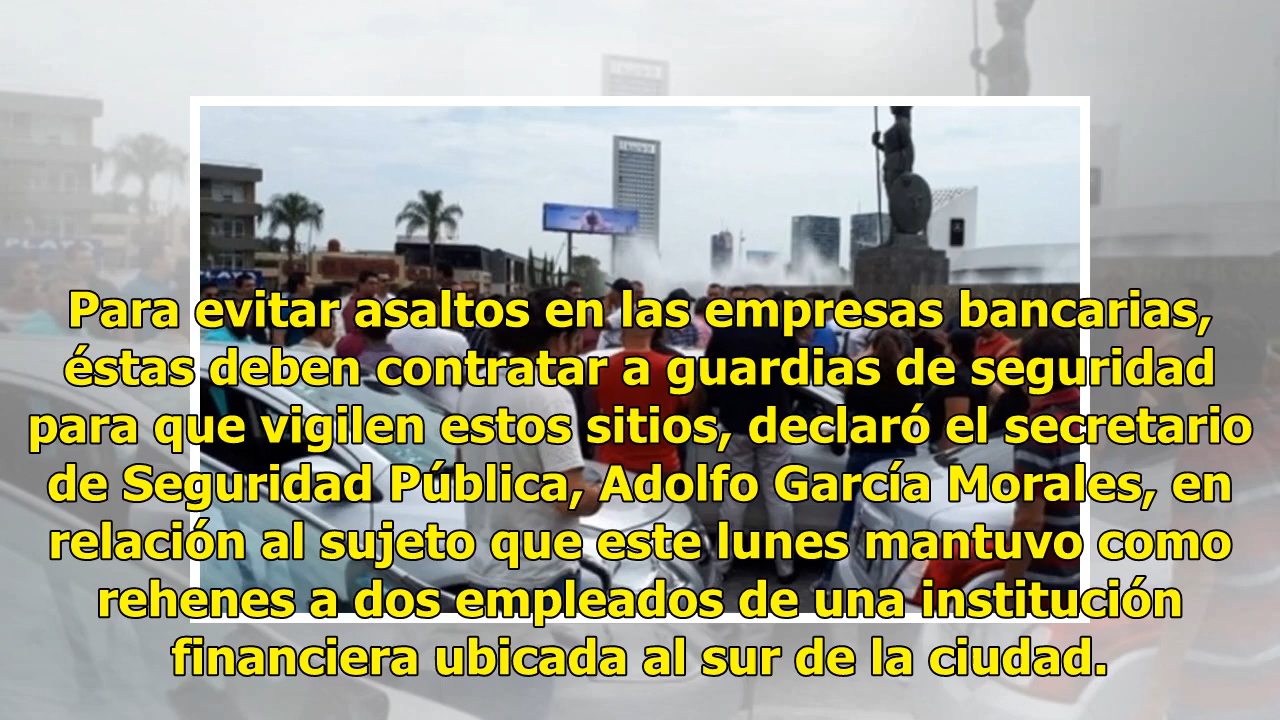 Para evitar asaltos en las empresas bancarias,
éstas deben contratar a guardias de seguridad
para que vigilen estos sitios, declaró el secretario
de Seguridad Pública, Adolfo García Morales, en
relación al sujeto que este lunes mantuvo como
rehenes a dos empleados de una institución
financiera ubicada al sur de la ciudad.